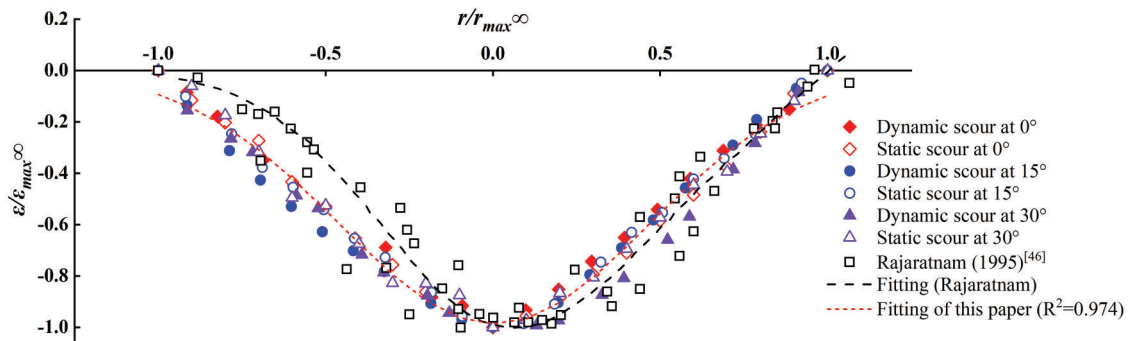 r/rmax∞
-1.0 -0.5 0.0 0.5 1.0
0.0
-0.2
-0.4
-0.6
-0.8
-1.0
ε/εmax∞
Dynamic scour at 0°
Static scour at 0°
Dynamic scour at 15°
Static scour at 15°
Dynamic scour at 30°
Static scour at 30°
Rajaratnam (1995)[46]
Fitting (Rajaratnam)
Fitting of this paper (R²=0.974)